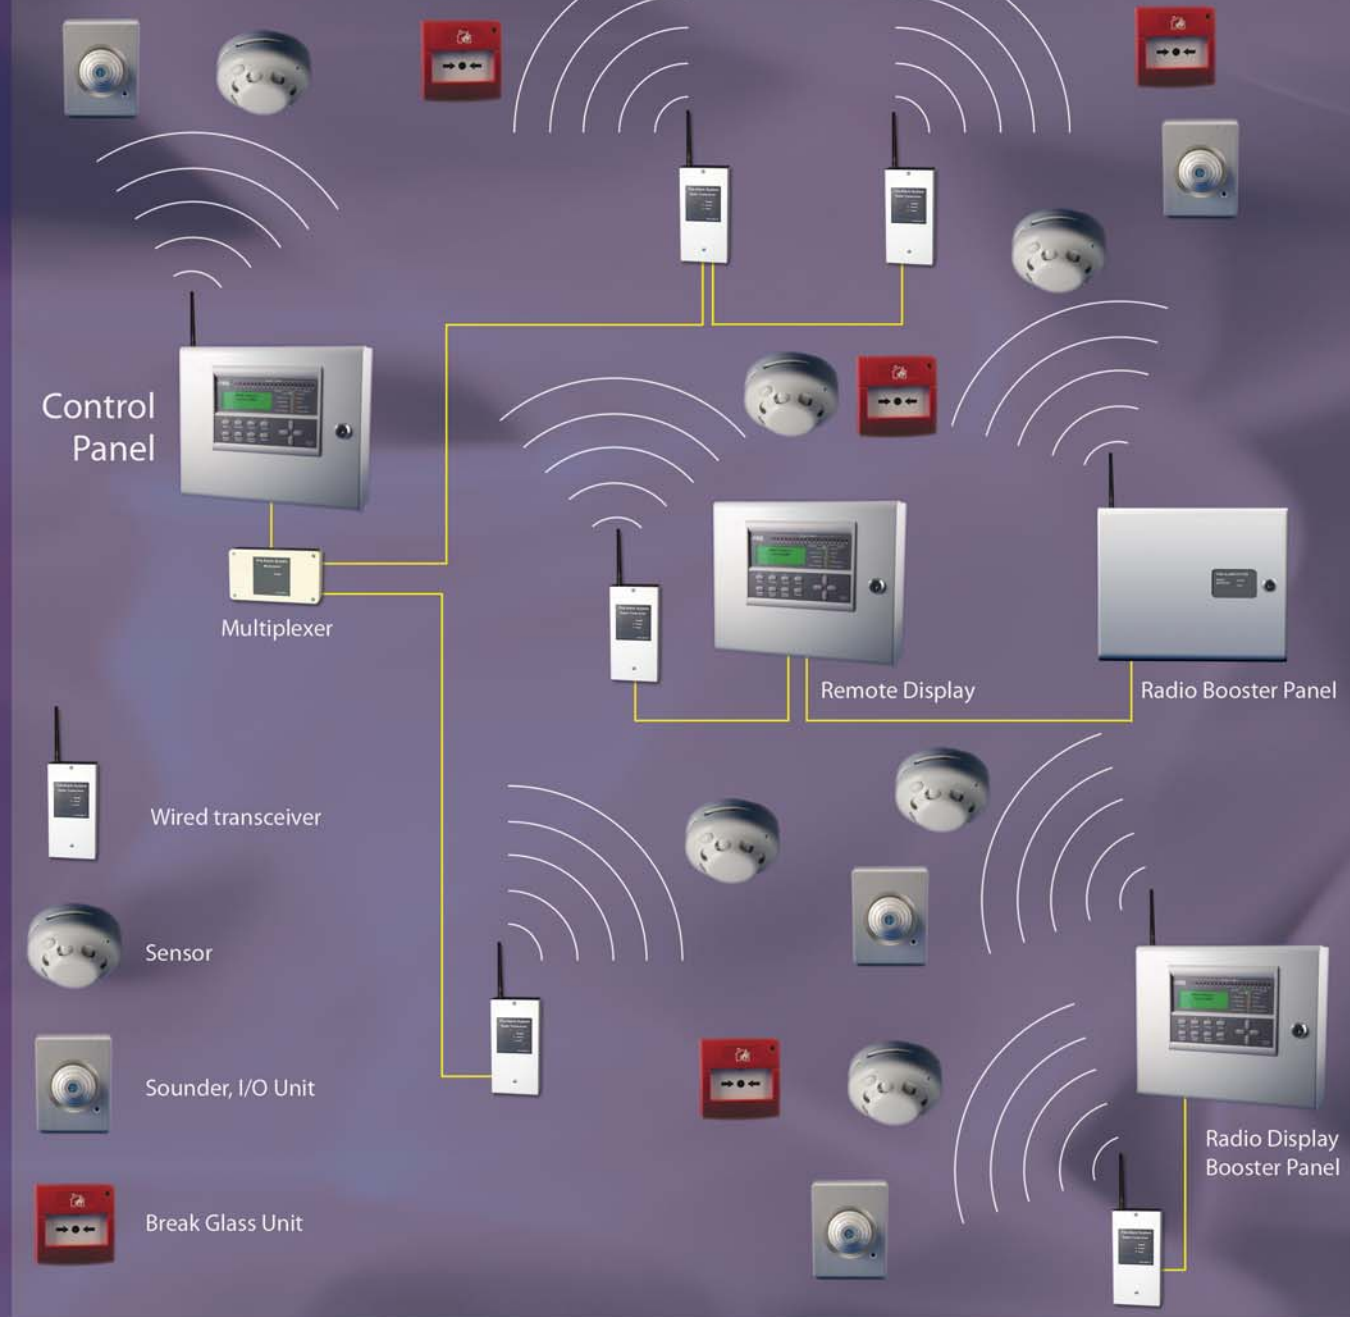 Control
Panel
Multiplexer
Remote Display
Radio Booster Panel
Wired transceiver
Sensor
Sounder, I/O Unit
Radio Display
Booster Panel
Break Glass Unit